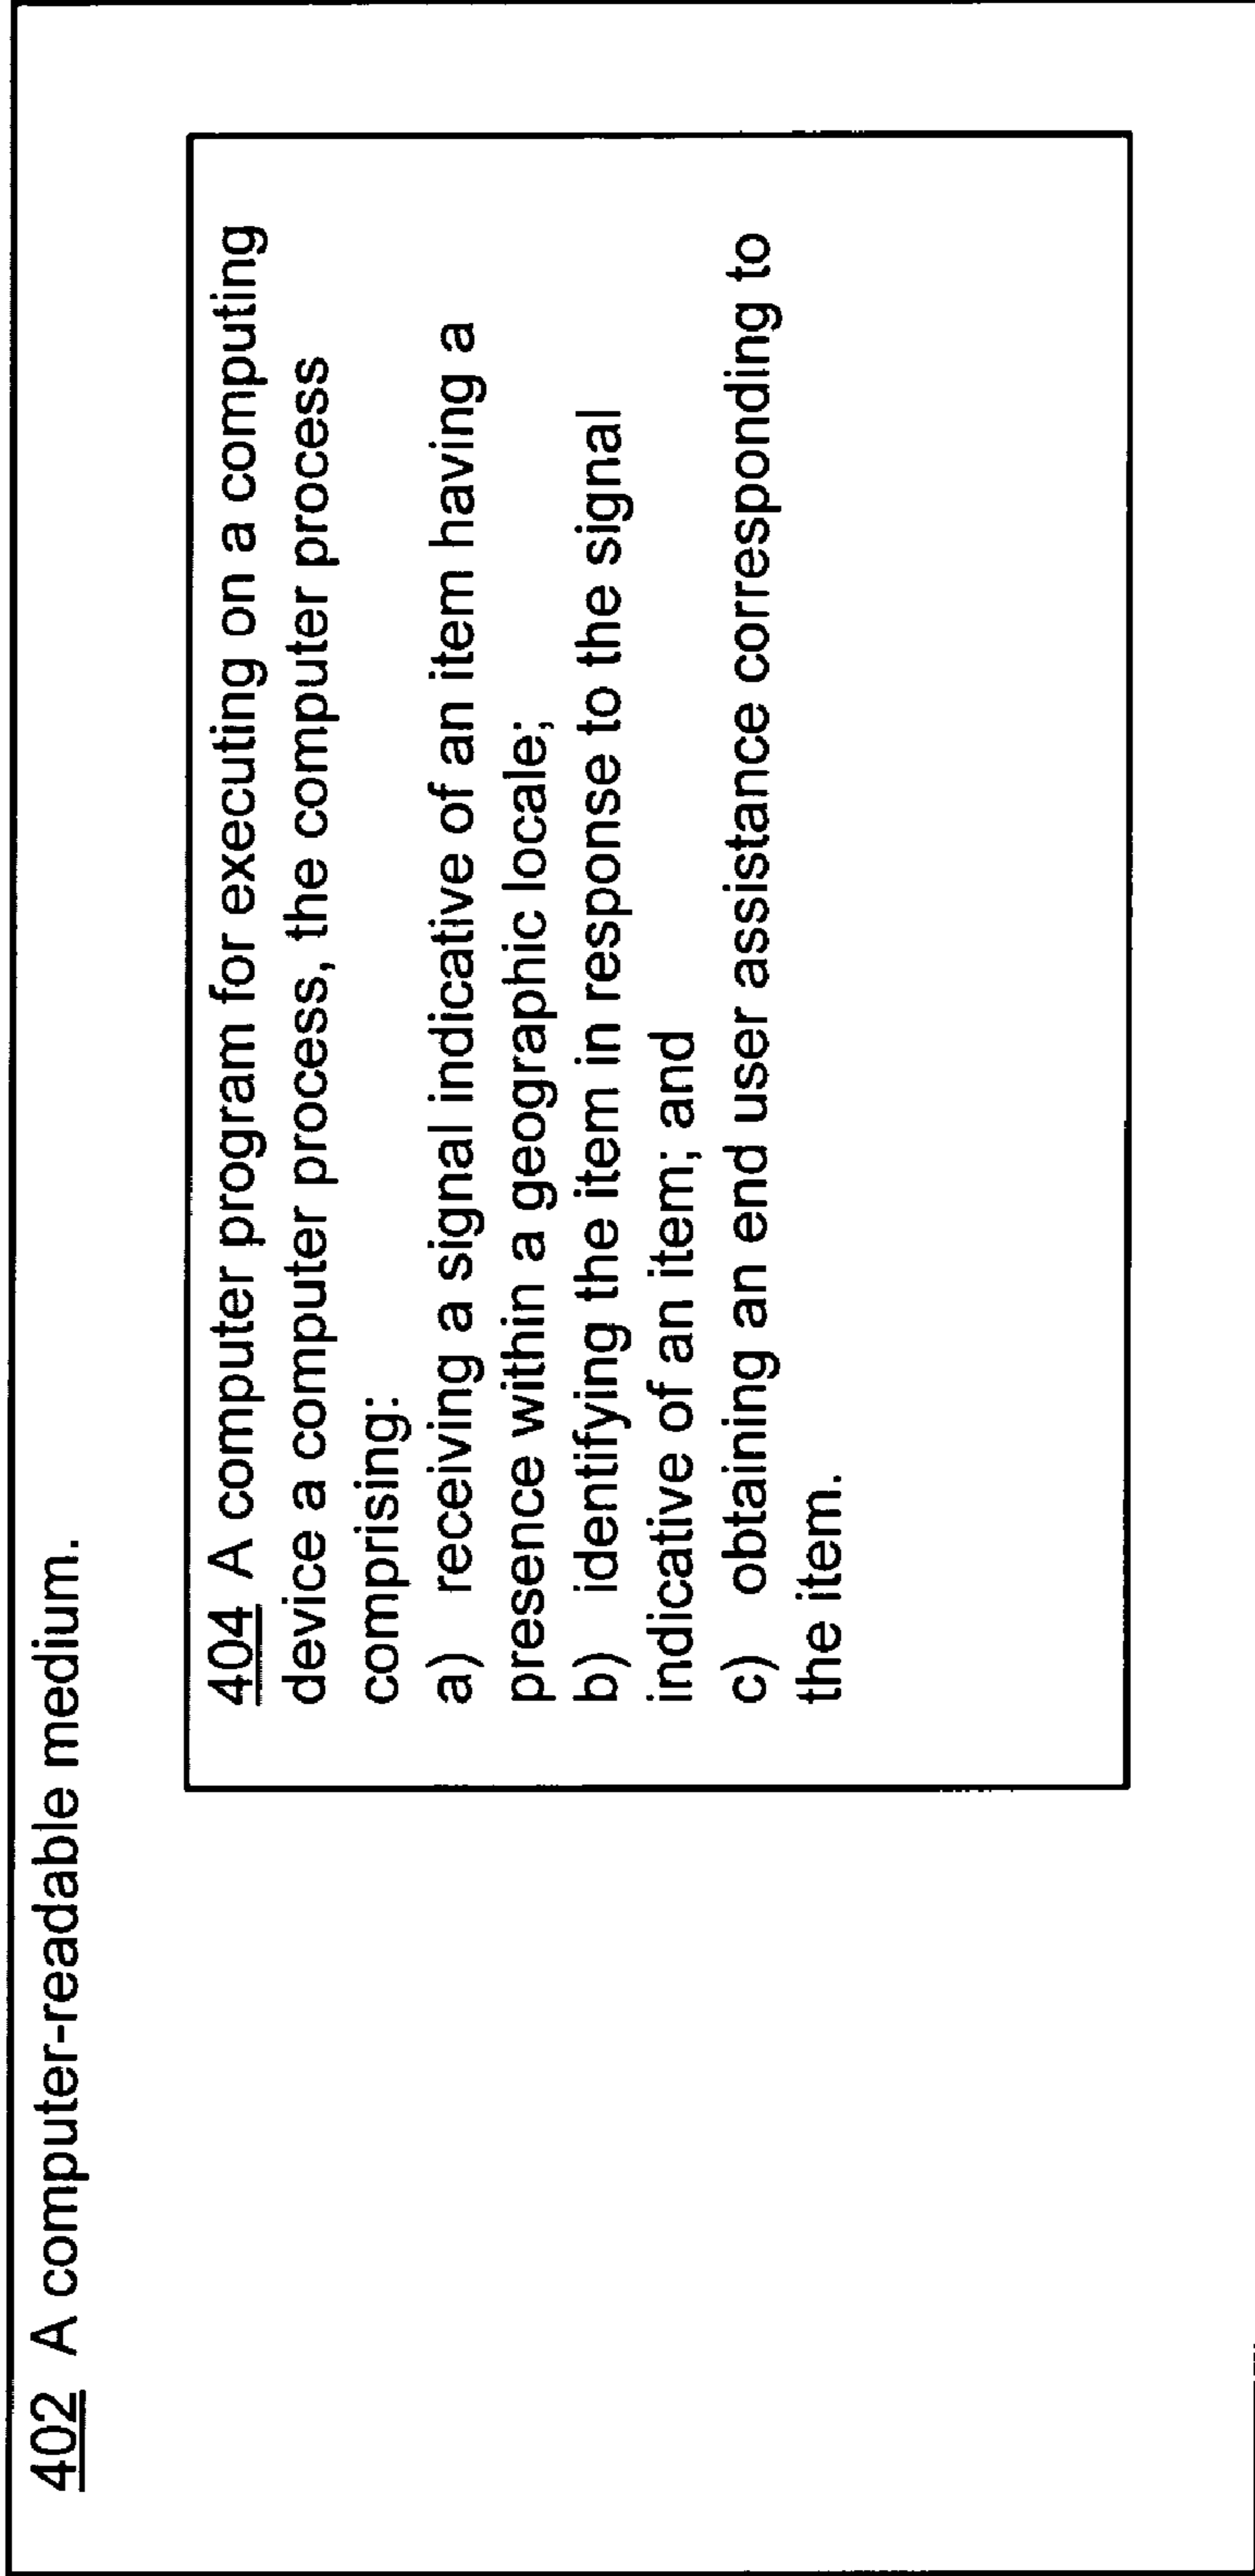 402 A computer-readable medium.
404 A computer program for executing on a computing
device a computer process, the computer process
comprising:
a) receiving a signal indicative of an item having a
presence within a geographic locale;
b) identifying the item in response to the signal
indicative of an item; and
c) obtaining an end user assistance corresponding to
the item.